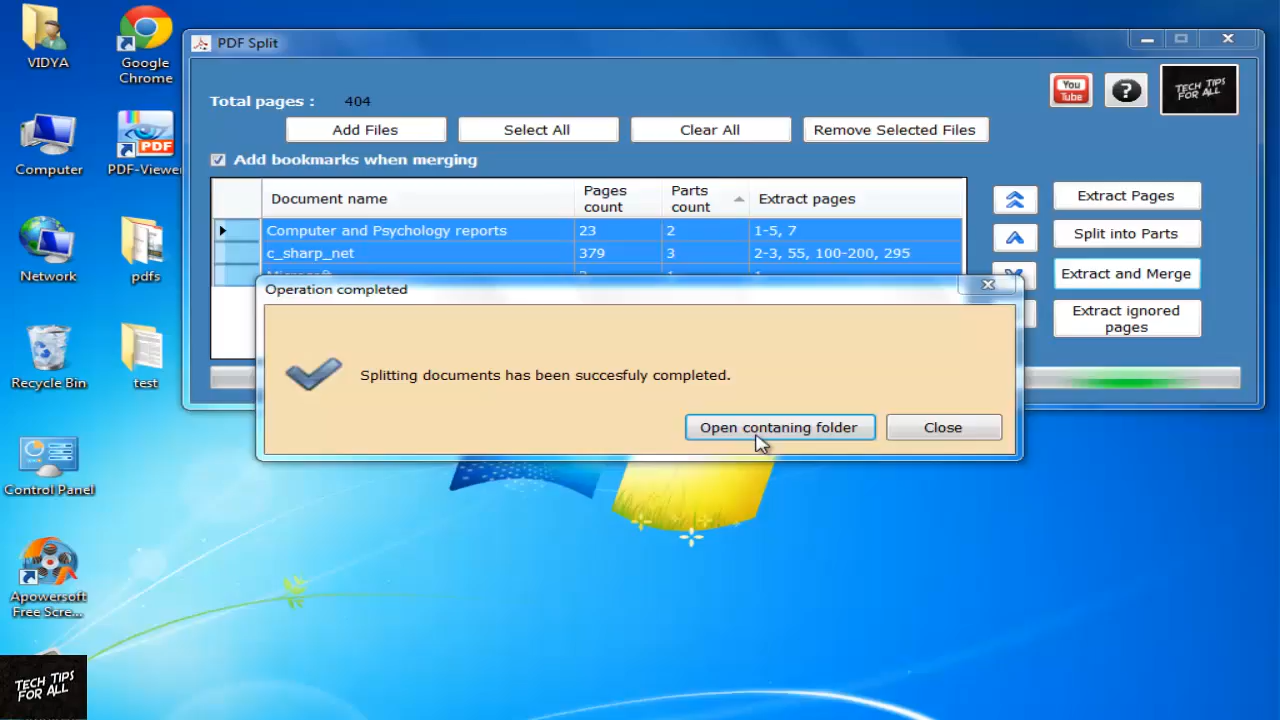 VIDYA
Google
Chrome
Computer
PDF
PDF-Viewer
Network
pdfs
Recycle Bin
test
Control Panel
Apowersoft
Free Scre...
TECH TIPS
FOR ALL
PDF Split
Total pages : 404
You
Tube
?
TECH TIPS
FOR ALL
Add Files
Select All
Clear All
Remove Selected Files
Add bookmarks when merging
Document name
Pages
count
Parts
count
Extract pages
Computer and Psychology reports 23 2 1-5, 7
c_sharp_net 379 3 2-3, 55, 100-200, 295
Extract Pages
Split into Parts
Extract and Merge
Extract ignored
pages
Operation completed
Splitting documents has been succesfuly completed.
Open contaning folder
Close